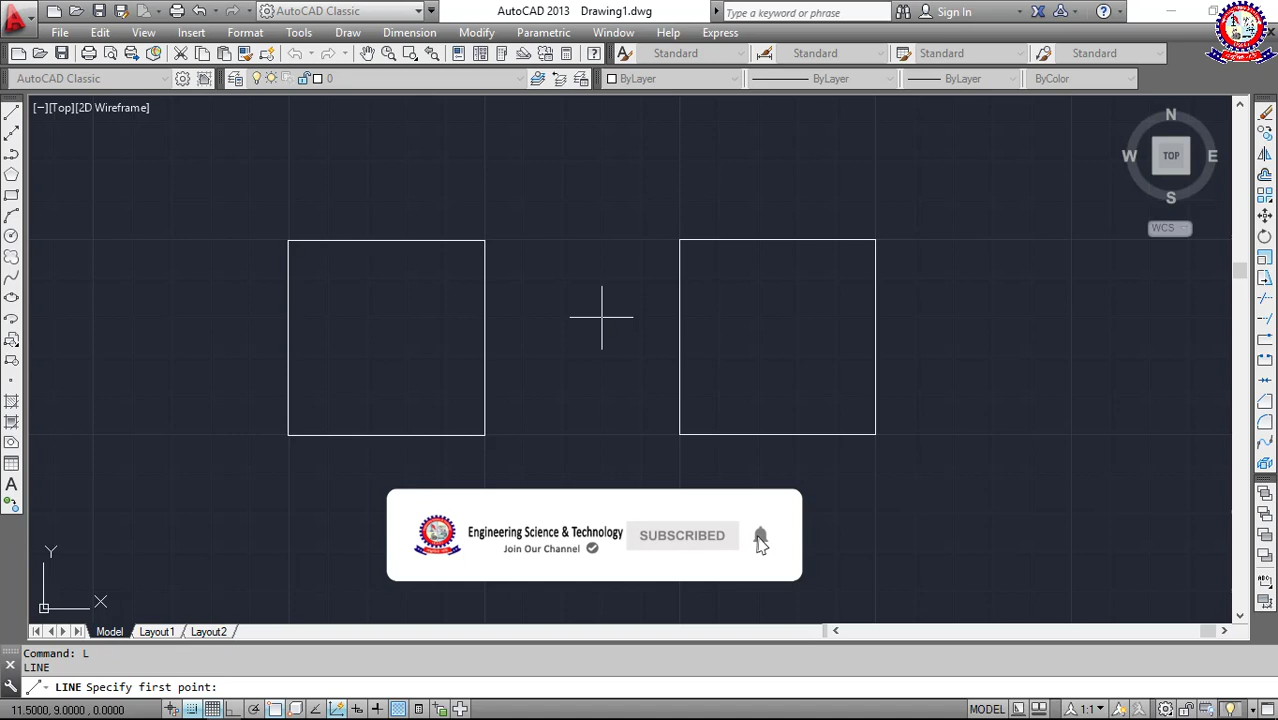 AutoCAD Classic
AutoCAD 2013 Drawing1.dwg
Type a keyword or phrase
Sign In
File Edit View Insert Format Tools Draw Dimension Modify Parametric Window Help Express
Standard Standard Standard Standard
AutoCAD Classic 0 ByLayer ByLayer ByLayer ByColor
[−][Top][2D Wireframe]
N
W TOP E
S
WCS
Engineering Science & Technology
Join Our Channel
SUBSCRIBED
Y
X
Model Layout1 Layout2
Command: L
LINE
LINE Specify first point:
11.5000, 9.0000, 0.0000 MODEL 1:1